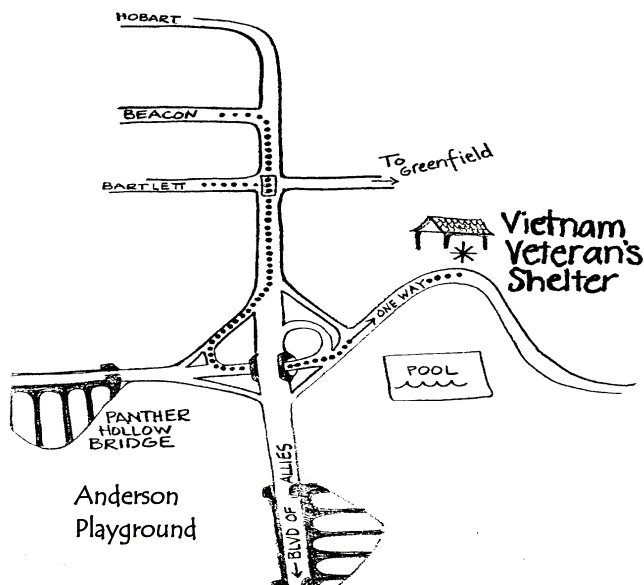 HOBART
BEACON
BARTLETT
To
Greenfield
Vietnam
Veteran's
Shelter
ONE WAY
POOL
PANTHER
HOLLOW
BRIDGE
Anderson
Playground
BLVD OF ALLIES